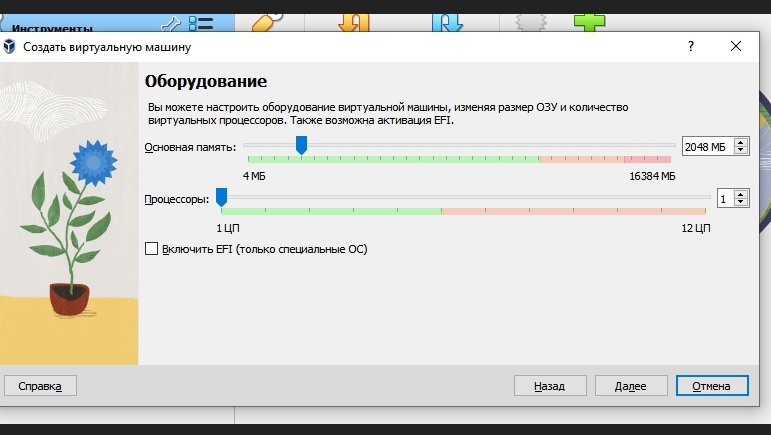 Инструменты
Создать виртуальную машину
Оборудование
Вы можете настроить оборудование виртуальной машины, изменяя размер ОЗУ и количество
виртуальных процессоров. Также возможна активация EFI.
Основная память:
2048 МБ
4 МБ
16384 МБ
Процессоры:
1
1 ЦП
12 ЦП
Включить EFI (только специальные ОС)
Справка
Назад
Далее
Отмена